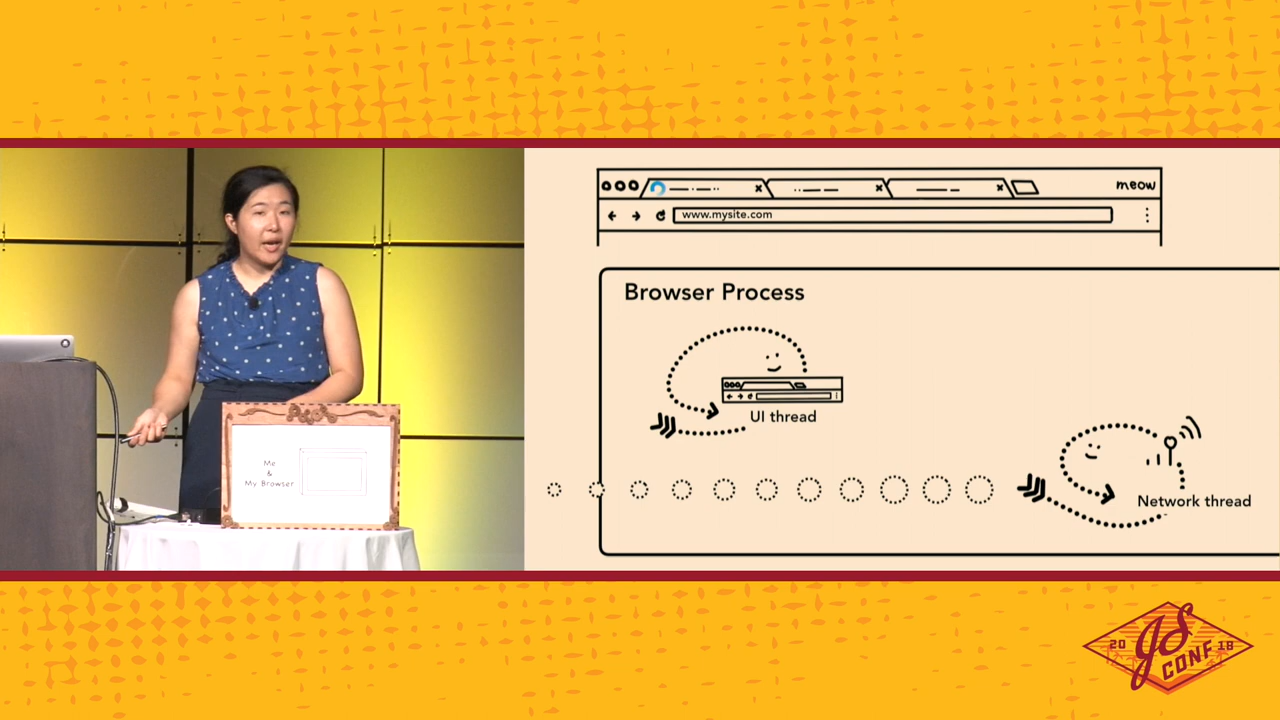 Me
&
My Browser
meow
www.mysite.com
Browser Process
UI thread
Network thread
20 JS 18
CONF